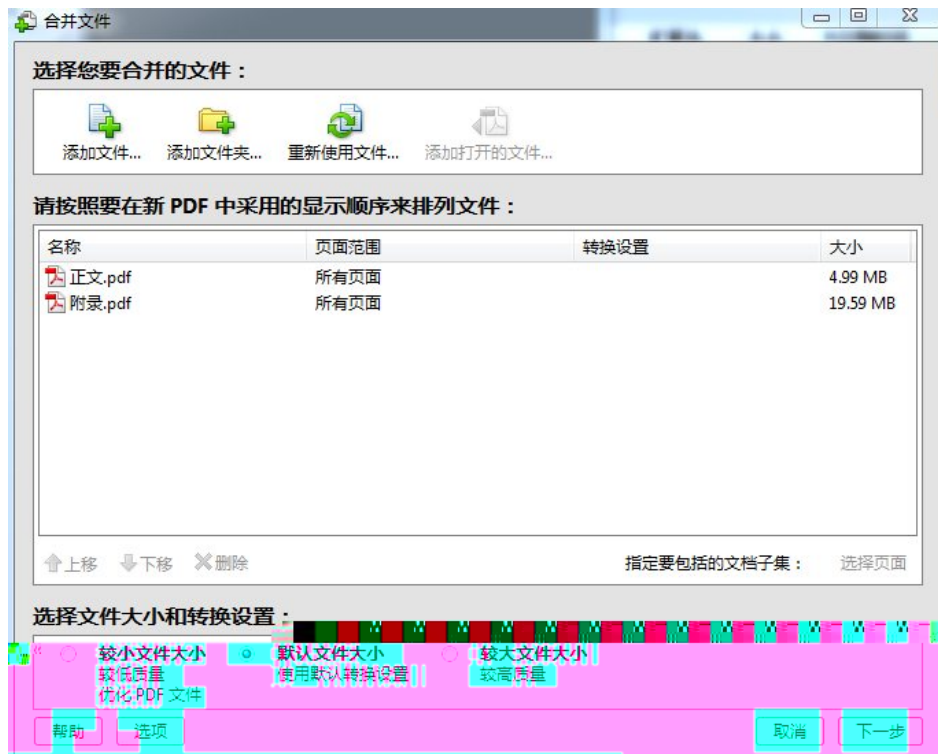 合并文件
选择您要合并的文件：
添加文件... 添加文件夹... 重新使用文件... 添加打开的文件...
请按照要在新 PDF 中采用的显示顺序来排列文件：
名称 页面范围 转换设置 大小
正文.pdf 所有页面 4.99 MB
附录.pdf 所有页面 19.59 MB
上移 下移 删除 指定要包括的文档子集： 选择页面
选择文件大小和转换设置：
较小文件大小 默认文件大小 较大文件大小
较低质量 使用默认转换设置 较高质量
优化 PDF 文件
帮助 选项 取消 下一步